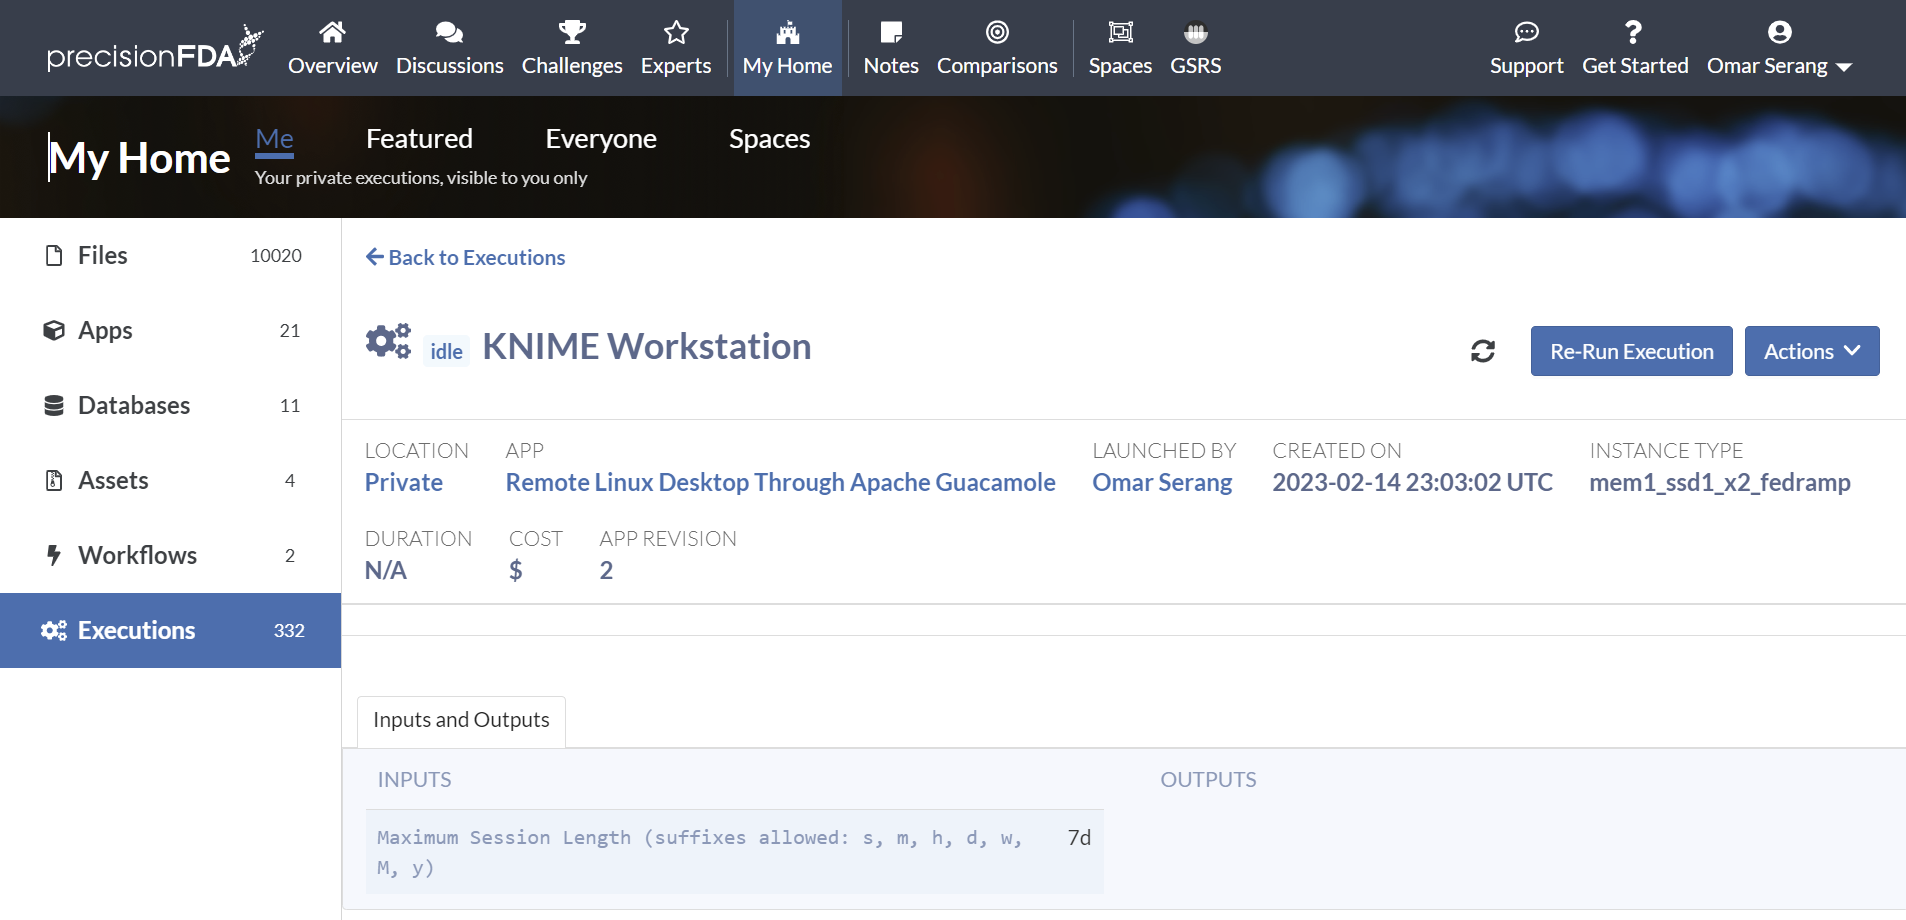 precisionFDA
Overview
Discussions
Challenges
Experts
My Home
Notes
Comparisons
Spaces
GSRS
Support
Get Started
Omar Serang
My Home
Me
Featured
Everyone
Spaces
Your private executions, visible to you only
Files 10020
Apps 21
Databases 11
Assets 4
Workflows 2
Executions 332
Back to Executions
idle KNIME Workstation
Re-Run Execution
Actions
LOCATION
Private
APP
Remote Linux Desktop Through Apache Guacamole
LAUNCHED BY
Omar Serang
CREATED ON
2023-02-14 23:03:02 UTC
INSTANCE TYPE
mem1_ssd1_x2_fedramp
DURATION
N/A
COST
$
APP REVISION
2
Inputs and Outputs
INPUTS
Maximum Session Length (suffixes allowed: s, m, h, d, w,
M, y)
7d
OUTPUTS